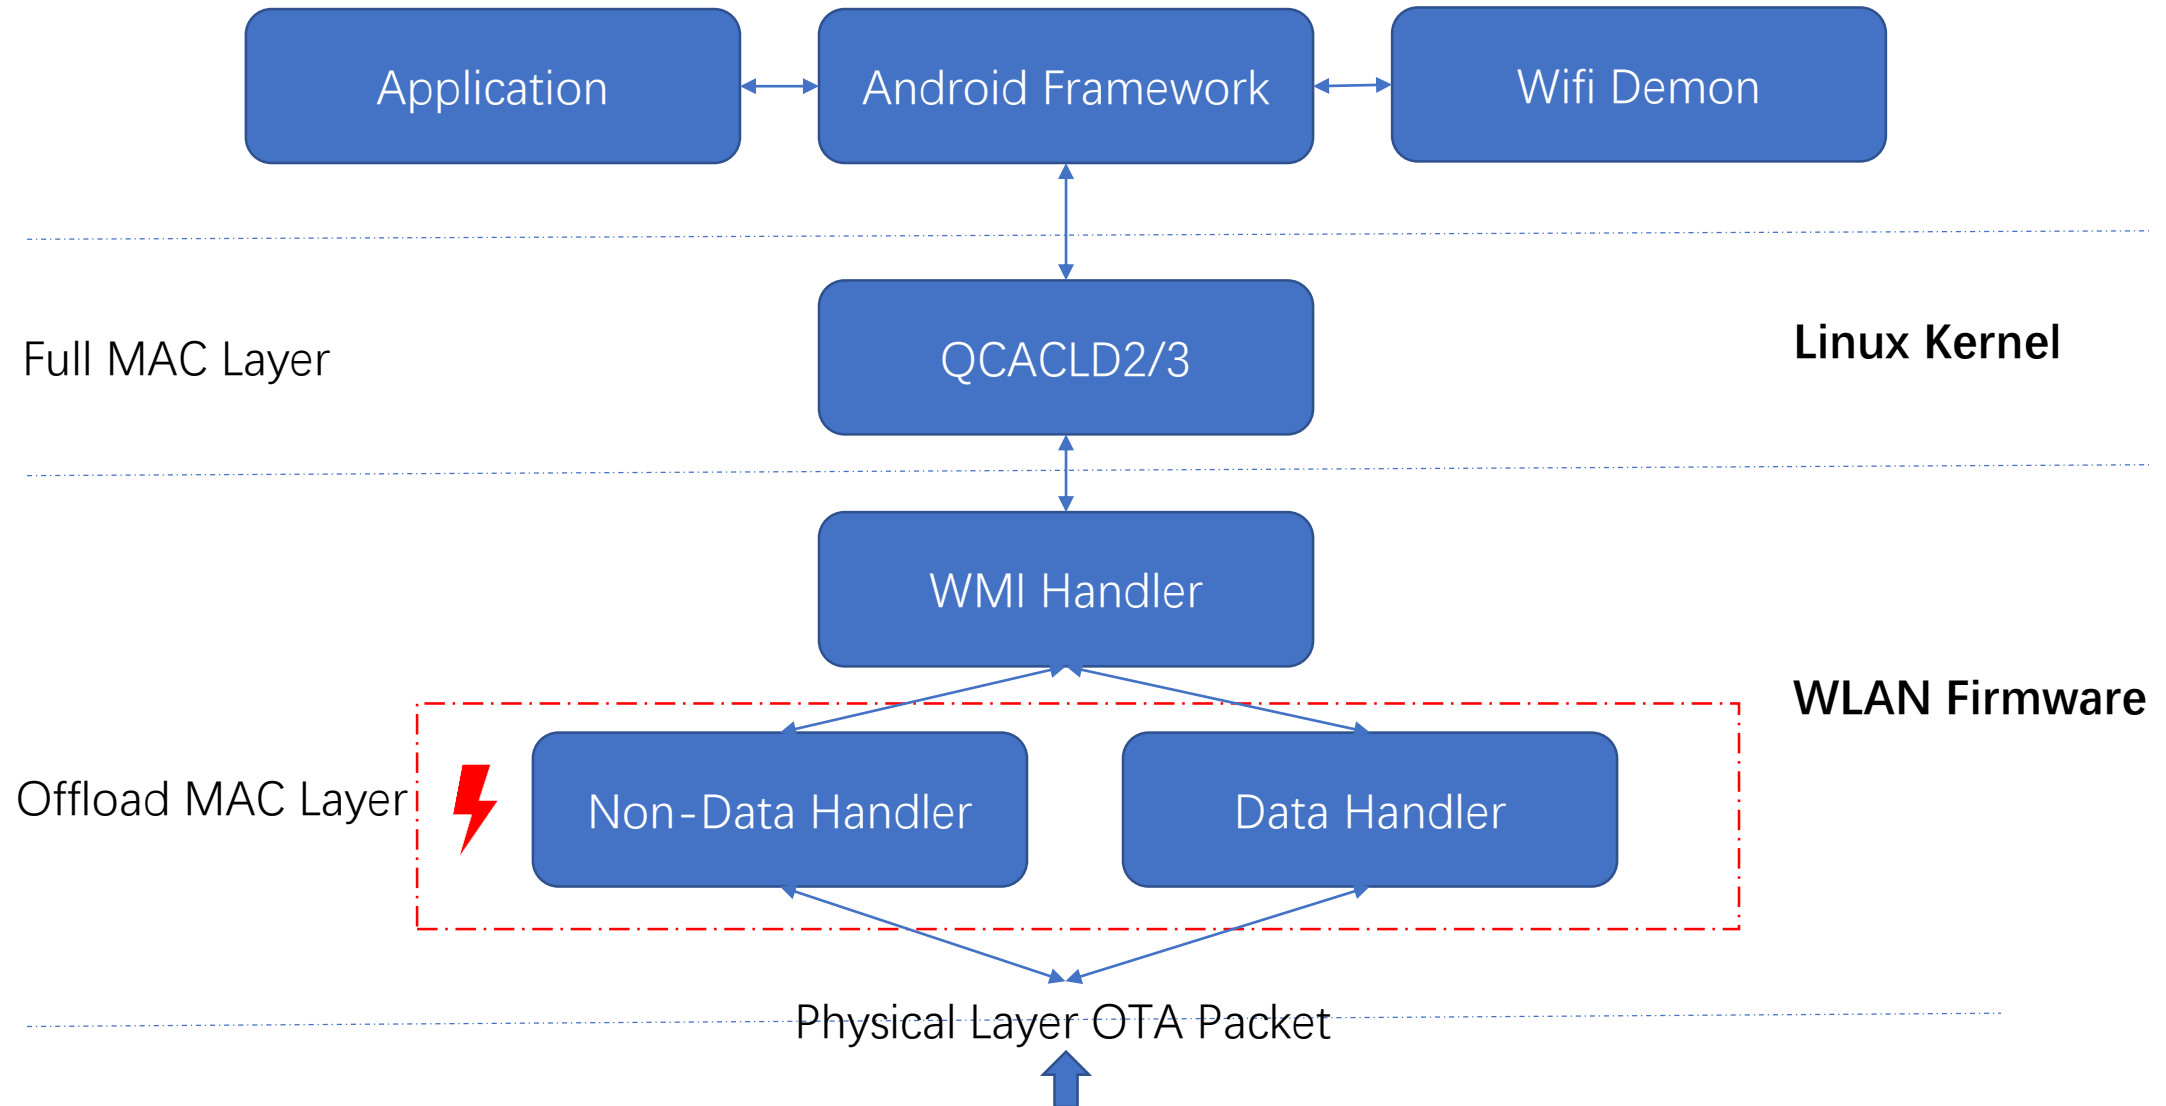 Application
Android Framework
Wifi Demon
Full MAC Layer
QCACLD2/3
Linux Kernel
WMI Handler
WLAN Firmware
Offload MAC Layer
Non-Data Handler
Data Handler
Physical Layer OTA Packet